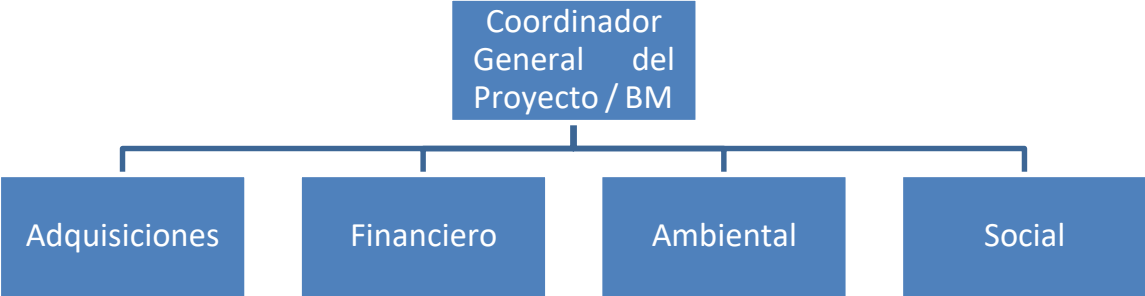 Coordinador
General del
Proyecto / BM
Adquisiciones
Financiero
Ambiental
Social